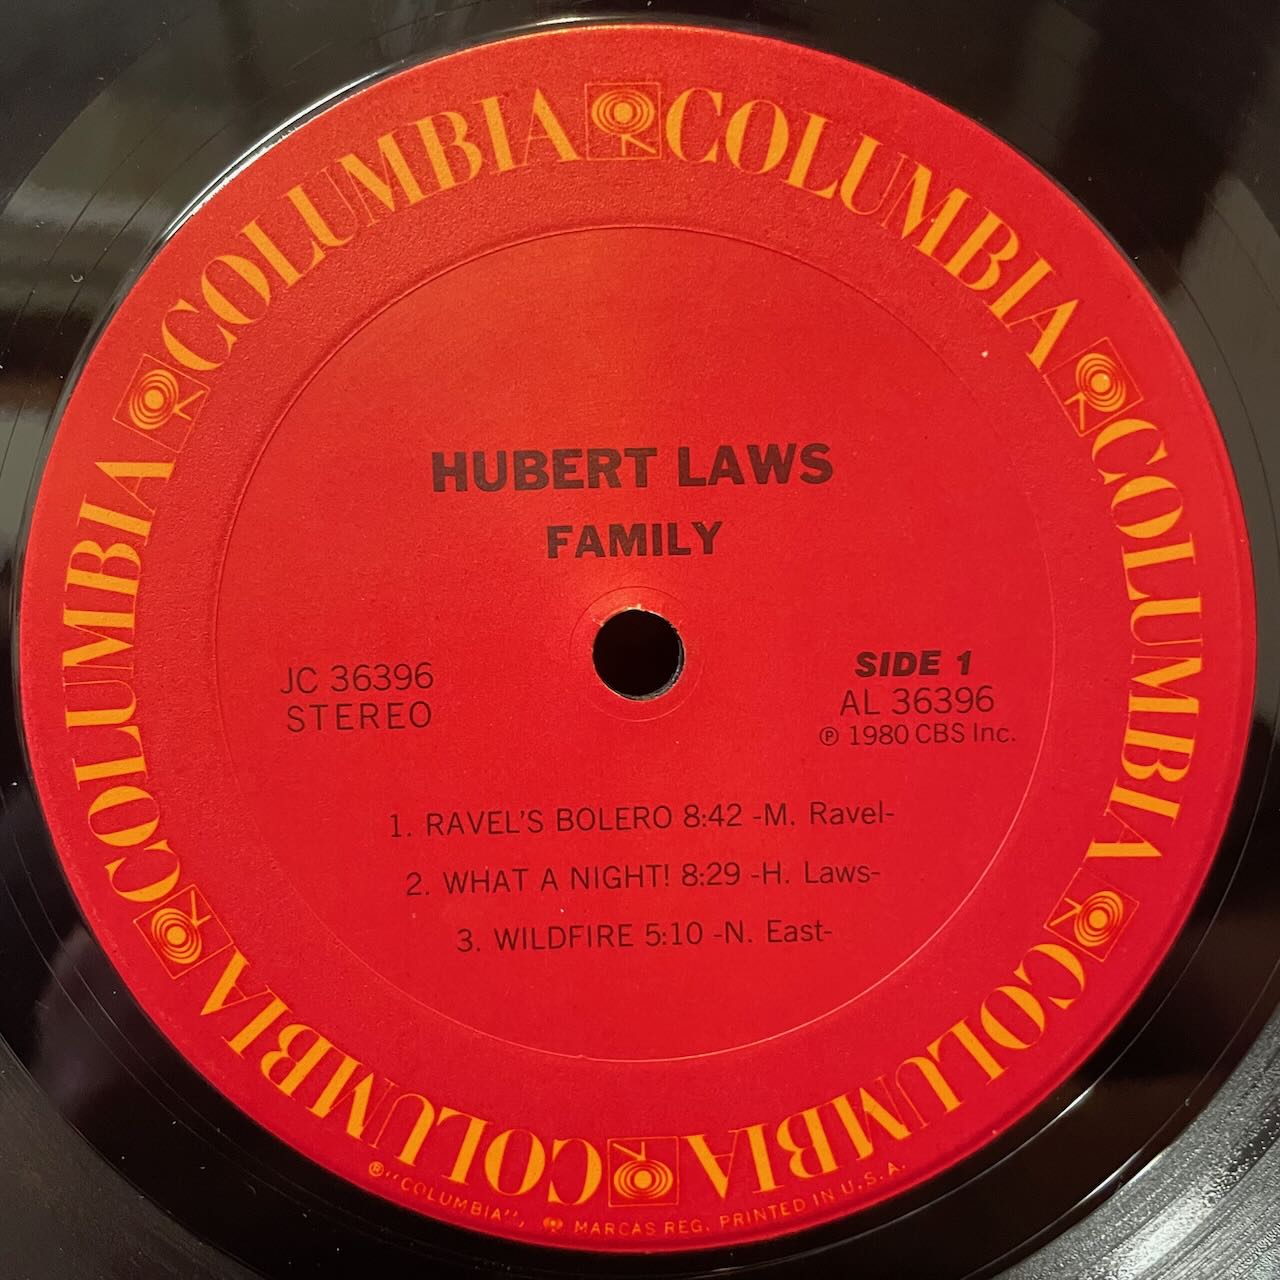 COLUMBIA COLUMBIA COLUMBIA COLUMBIA COLUMBIA COLUMBIA
HUBERT LAWS
FAMILY
JC 36396
STEREO
SIDE 1
AL 36396
℗ 1980 CBS Inc.
1. RAVEL'S BOLERO 8:42 -M. Ravel-
2. WHAT A NIGHT! 8:29 -H. Laws-
3. WILDFIRE 5:10 -N. East-
® "COLUMBIA", MARCAS REG. PRINTED IN U.S.A.